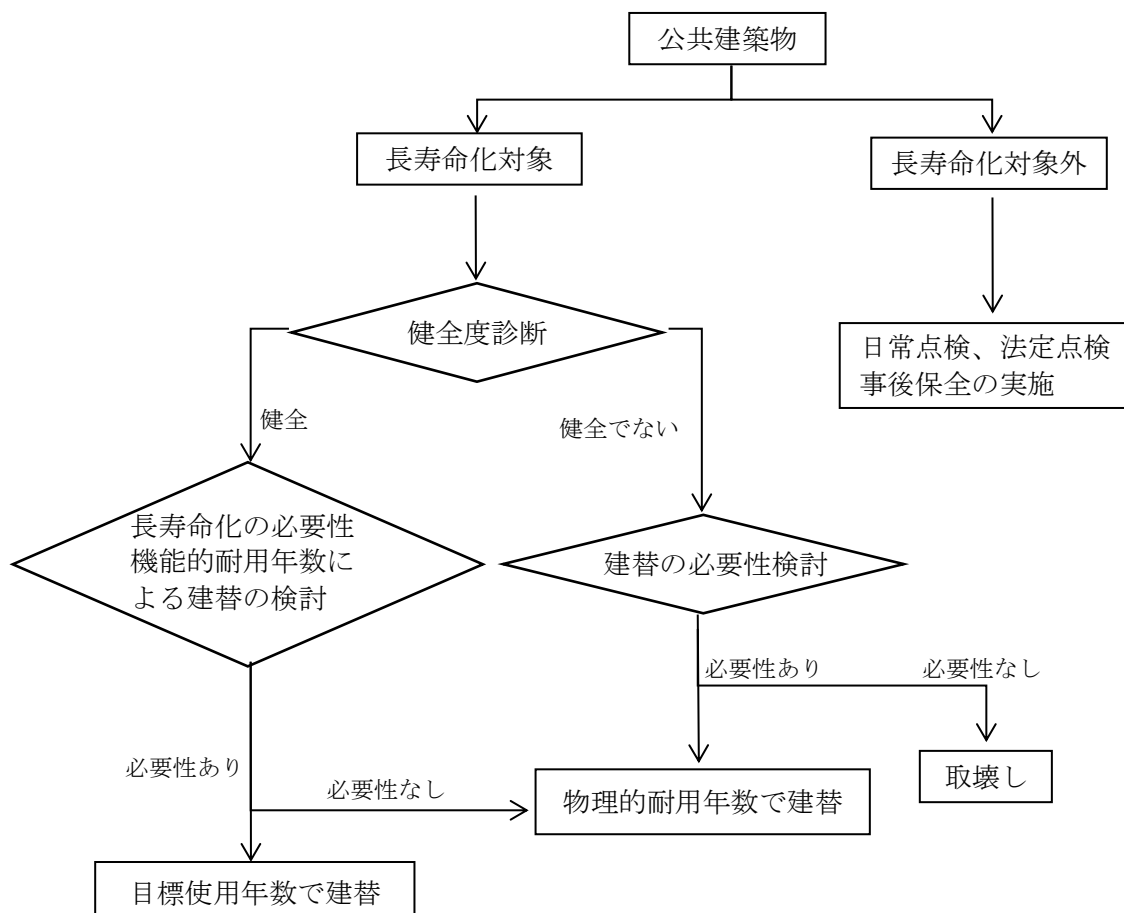 公共建築物
長寿命化対象
長寿命化対象外
健全度診断
日常点検、法定点検
事後保全の実施
健全
健全でない
長寿命化の必要性
機能的耐用年数に
よる建替の検討
建替の必要性検討
必要性あり
必要性なし
必要性あり
必要性なし
物理的耐用年数で建替
取壊し
目標使用年数で建替